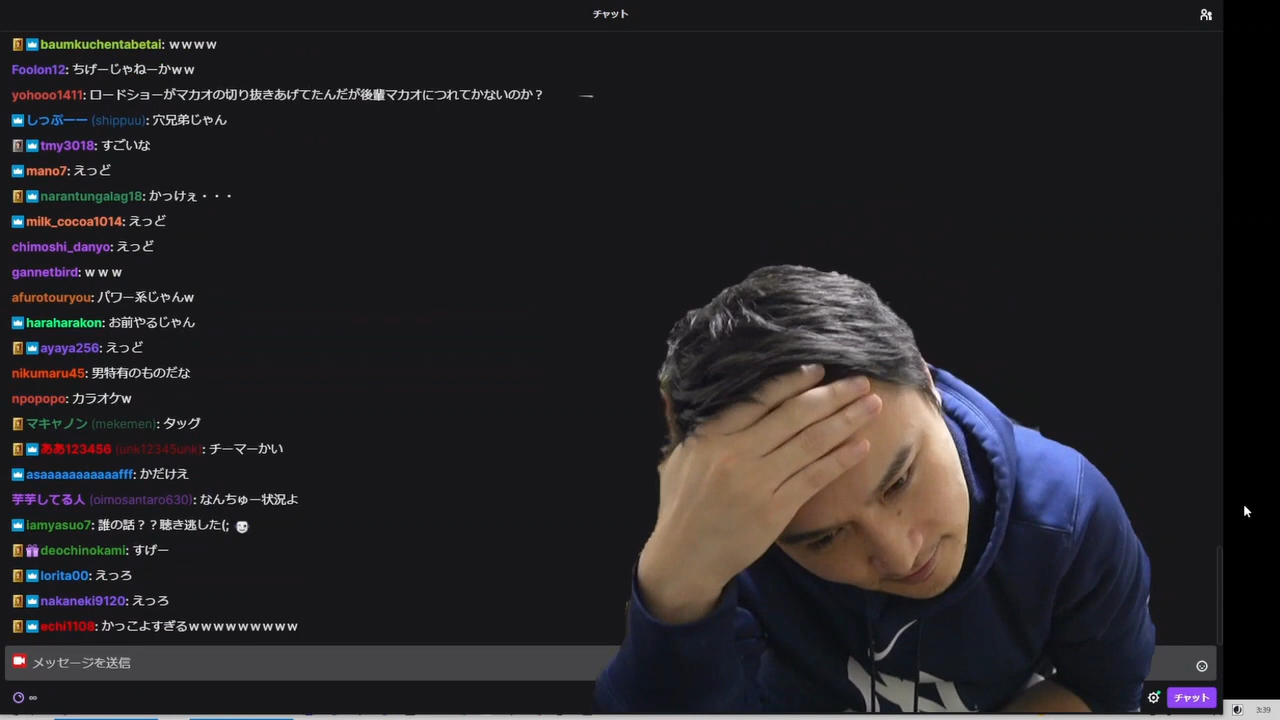 チャット
baumkuchentabetai: ｗｗｗｗ
Foolon12: ちげーじゃねーかｗｗ
yohooo1411: ロードショーがマカオの切り抜きあげてたんだが後輩マカオにつれてかないのか？
しっぷーー (shippuu): 穴兄弟じゃん
tmy3018: すごいな
mano7: えっど
narantungalag18: かっけぇ・・・
milk_cocoa1014: えっど
chimoshi_danyo: えっど
gannetbird: ｗｗｗ
afurotouryou: パワー系じゃんw
haraharakon: お前やるじゃん
ayaya256: えっど
nikumaru45: 男特有のものだな
npopopo: カラオケw
マキャノン (mekemen): タッグ
ああ123456 (unk12345unk): チーマーかい
asaaaaaaaaaaafff: かだけえ
芋芋してる人 (oimosantaro630): なんちゅー状況よ
iamyasuo7: 誰の話？？聴き逃した(;
deochinokami: すげー
lorita00: えっろ
nakaneki9120: えっろ
echi1108: かっこよすぎるｗｗｗｗｗｗｗｗｗ
メッセージを送信
∞
チャット
3:39